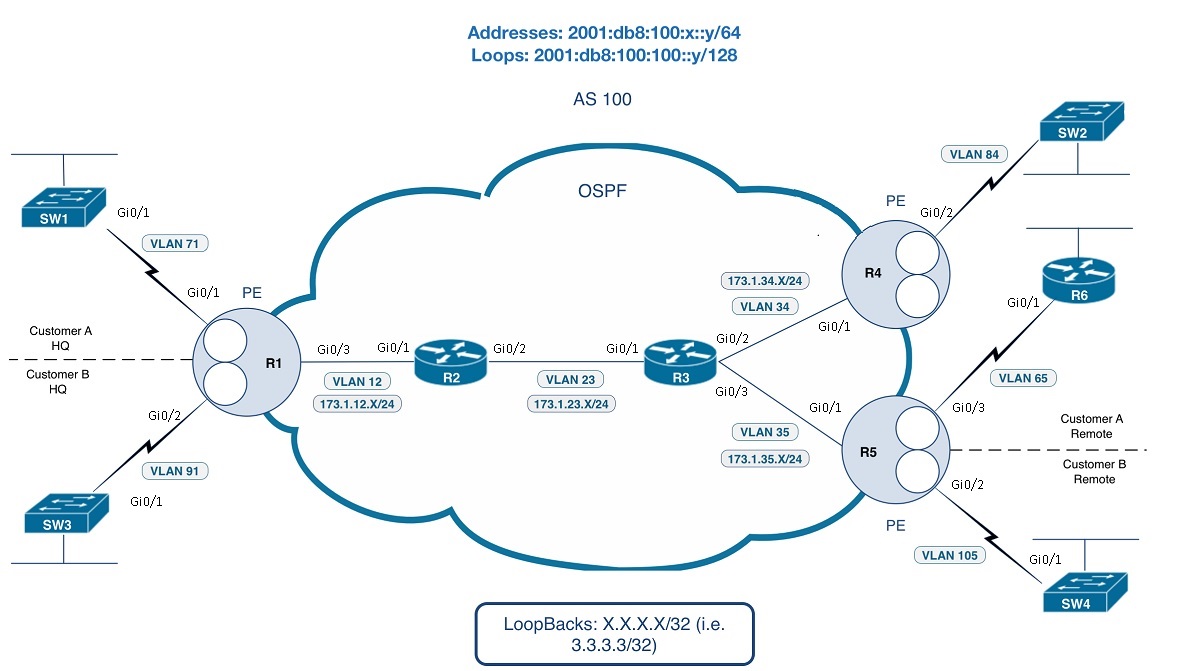 Addresses: 2001:db8:100:x::y/64
Loops: 2001:db8:100:100::y/128
AS 100
OSPF
SW1
Gi0/1
VLAN 71
Gi0/1
PE
Customer A
HQ
Customer B
HQ
R1
Gi0/2
VLAN 91
Gi0/1
SW3
Gi0/3
Gi0/1
VLAN 12
173.1.12.X/24
R2
Gi0/2
Gi0/1
VLAN 23
173.1.23.X/24
R3
Gi0/2
Gi0/3
173.1.34.X/24
VLAN 34
Gi0/1
VLAN 35
173.1.35.X/24
Gi0/1
PE
R4
Gi0/2
VLAN 84
SW2
R6
Gi0/1
VLAN 65
Gi0/3
R5
Customer A
Remote
Customer B
Remote
Gi0/2
PE
VLAN 105
Gi0/1
SW4
LoopBacks: X.X.X.X/32 (i.e.
3.3.3.3/32)